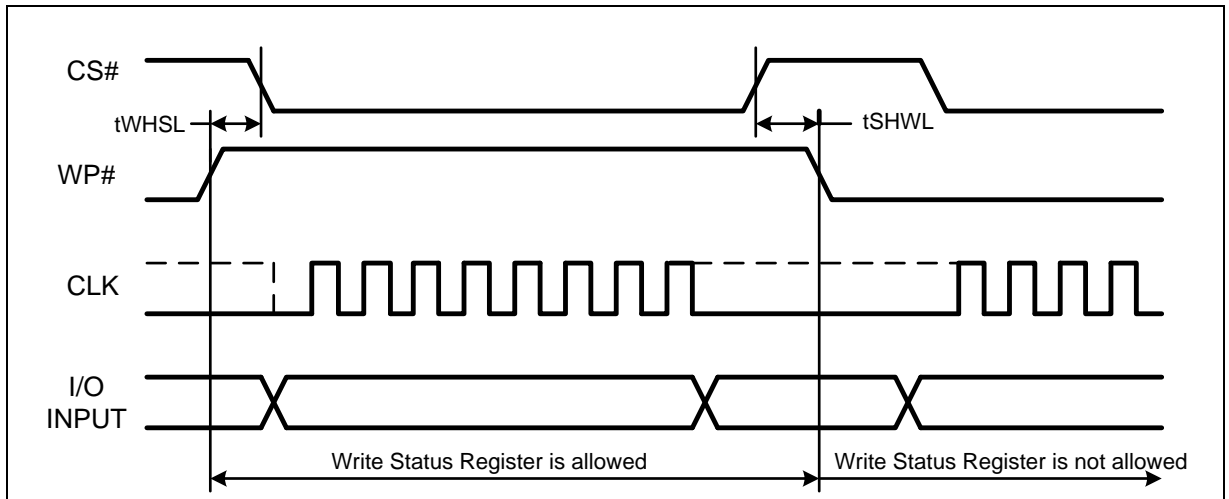 CS#
tWHSL
tSHWL
WP#
CLK
I/O
INPUT
Write Status Register is allowed
Write Status Register is not allowed